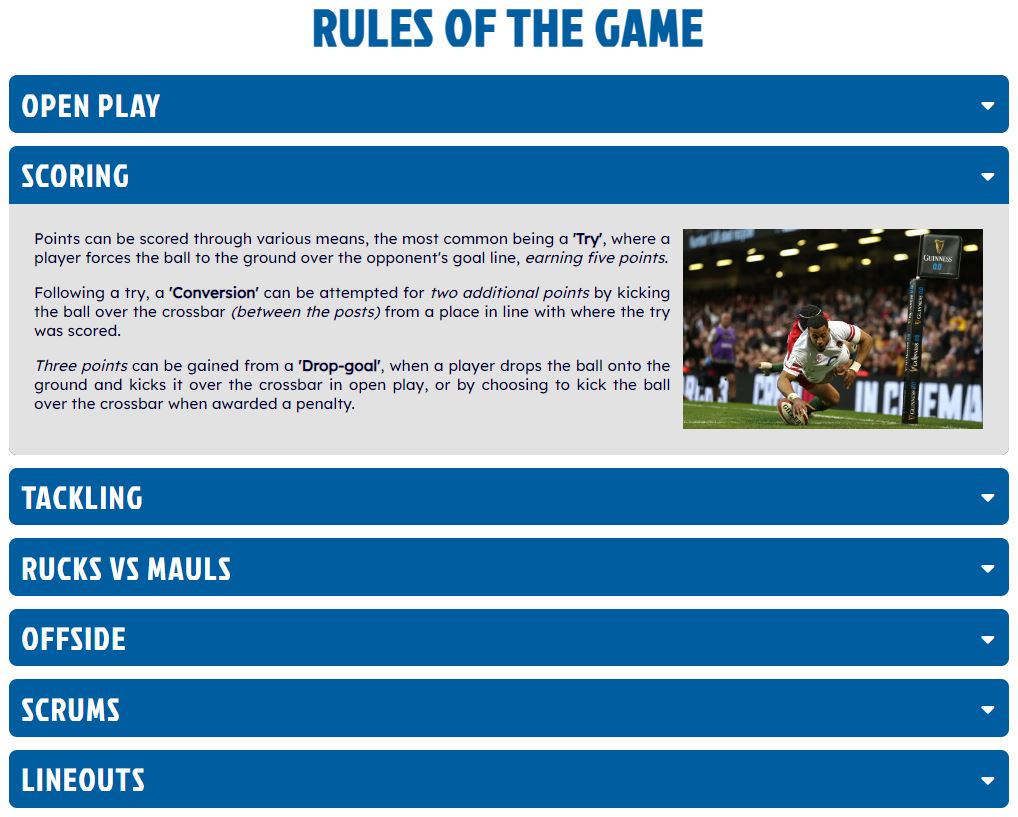 RULES OF THE GAME
OPEN PLAY
SCORING
Points can be scored through various means, the most common being a 'Try', where a
player forces the ball to the ground over the opponent's goal line, earning five points.
Following a try, a 'Conversion' can be attempted for two additional points by kicking
the ball over the crossbar (between the posts) from a place in line with where the try
was scored.
Three points can be gained from a 'Drop-goal', when a player drops the ball onto the
ground and kicks it over the crossbar in open play, or by choosing to kick the ball
over the crossbar when awarded a penalty.
GUINNESS
0.0
IN CINEMA
TACKLING
RUCKS VS MAULS
OFFSIDE
SCRUMS
LINEOUTS